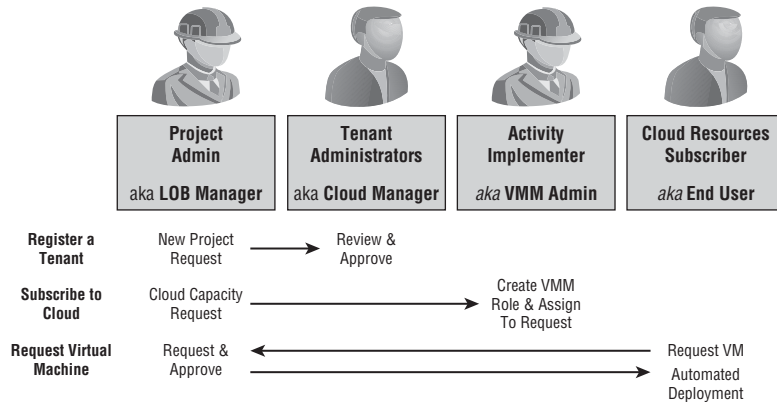 Project
Admin
aka LOB Manager
Tenant
Administrators
aka Cloud Manager
Activity
Implementer
aka VMM Admin
Cloud Resources
Subscriber
aka End User
Register a
Tenant
New Project
Request
Review &
Approve
Subscribe to
Cloud
Cloud Capacity
Request
Create VMM
Role & Assign
To Request
Request Virtual
Machine
Request &
Approve
Request VM
Automated
Deployment